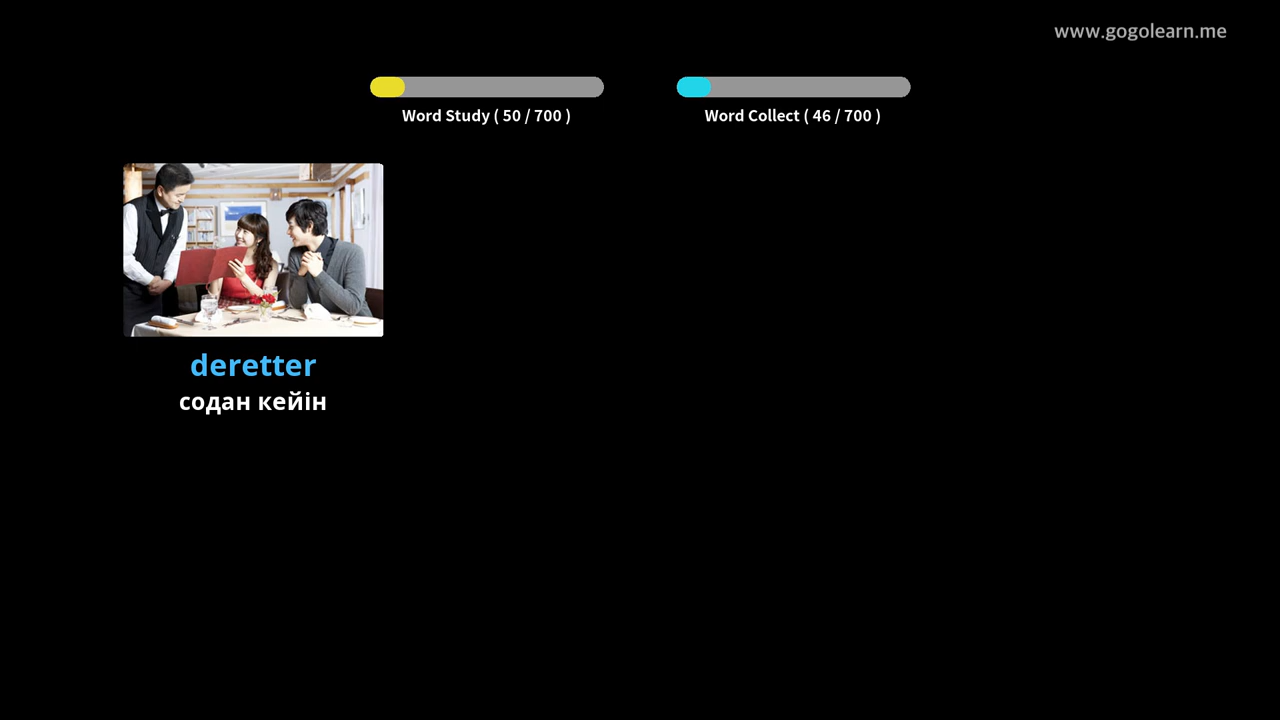 www.gogolearn.me
Word Study ( 50 / 700 )
Word Collect ( 46 / 700 )
deretter
содан кейін